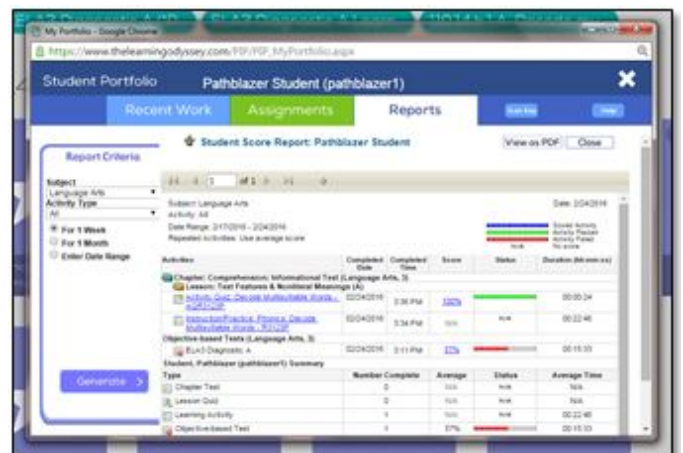 My Portfolio - Google Chrome
https://www.thelearningodyssey.com/PIF/PIF_MyPortfolio.aspx
Student Portfolio
Pathblazer Student (pathblazer1)
Recent Work
Assignments
Reports
Report Criteria
Subject
Language Arts
Activity Type
All
For 1 Week
For 1 Month
Enter Date Range
Generate >
Student Score Report: Pathblazer Student
View as PDF
Close
1 of 1
Subject: Language Arts
Date: 2/24/2016
Activity: All
Date Range: 2/17/2016 - 2/24/2016
Repeated Activities: Use average score
Scored Activity
Activity Passed
Activity Failed
N/A No score
Activities Completed Date Completed Time Score Status Duration (hh:mm:ss)
Chapter: Comprehension: Informational Text (Language Arts, 3)
Lesson: Text Features & Nonliteral Meanings (A)
Activity Quiz: Decode Multisyllable Words -
02/24/2016 3:36 PM 100% 00:00:24
Instruction/Practice: Phonics: Decode
Multisyllable Words -
02/24/2016 3:34 PM N/A N/A 00:22:46
Objective-based Tests (Language Arts, 3)
ELA3 Diagnostic A 02/24/2016 3:11 PM 57% 00:15:33
Student, Pathblazer (pathblazer1) Summary
Type Number Complete Average Status Average Time
Chapter Test 0 N/A N/A N/A
Lesson Quiz 0 N/A N/A N/A
Learning Activity 1 N/A N/A 00:22:46
Objective-based Test 1 57% 00:15:33